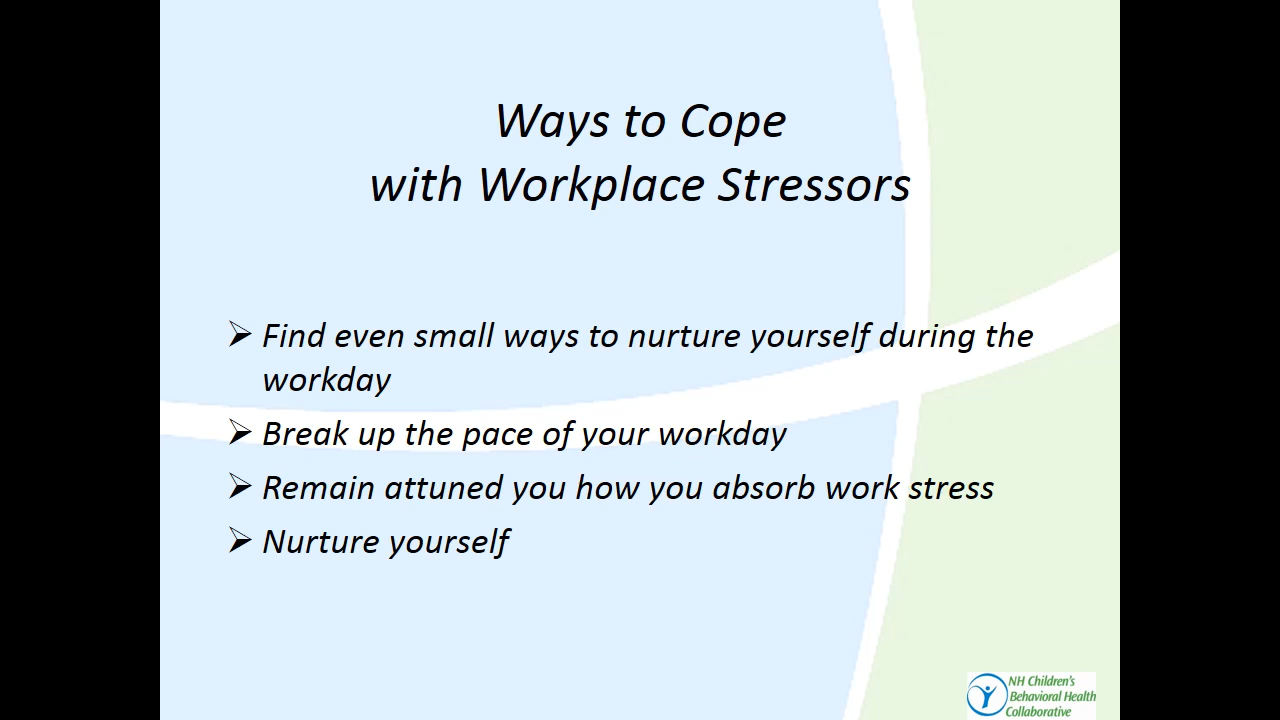 Ways to Cope
with Workplace Stressors
Find even small ways to nurture yourself during the
workday
Break up the pace of your workday
Remain attuned you how you absorb work stress
Nurture yourself
NH Children's
Behavioral Health
Collaborative